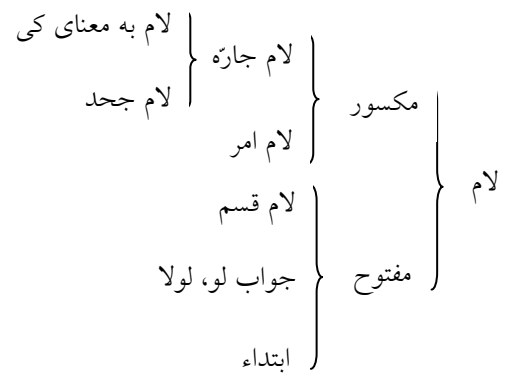 لام
مکسور
لام جارّه
لام به معنای کی
لام جحد
لام امر
مفتوح
لام قسم
جواب لو، لولا
ابتداء